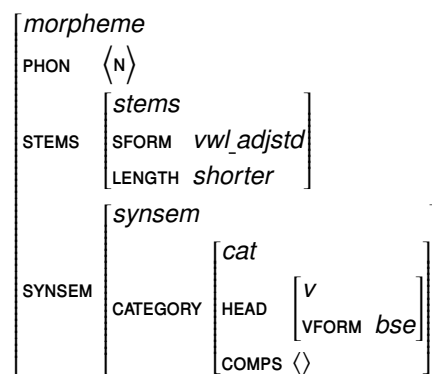 morpheme
PHON ⟨N⟩
stems
STEMS SFORM vwl_adjstd
LENGTH shorter
synsem
cat
SYNSEM CATEGORY HEAD v
VFORM bse
COMPS ⟨⟩